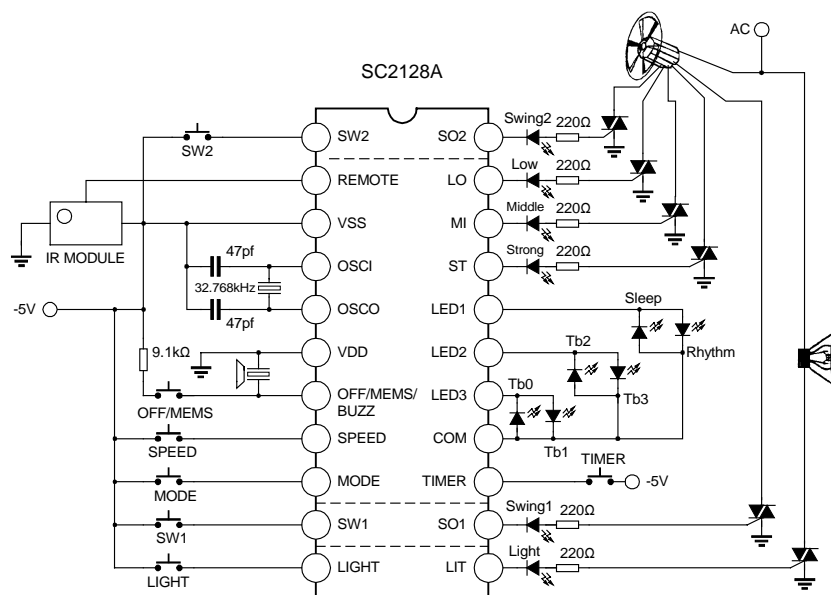 AC
SC2128A
Swing2 220Ω
SW2 SW2 SO2
Low 220Ω
REMOTE LO
Middle 220Ω
VSS MI
IR MODULE
47pf
Strong 220Ω
OSCI ST
32.768kHz
Sleep
-5V
OSCO LED1
47pf
Tb2
Rhythm
9.1kΩ
VDD LED2
Tb0
Tb3
OFF/MEMS/
BUZZ
LED3
OFF/MEMS
SPEED COM
Tb1
SPEED
TIMER
MODE TIMER -5V
MODE
Swing1 220Ω
SW1 SO1
SW1
Light 220Ω
LIGHT LIT
LIGHT